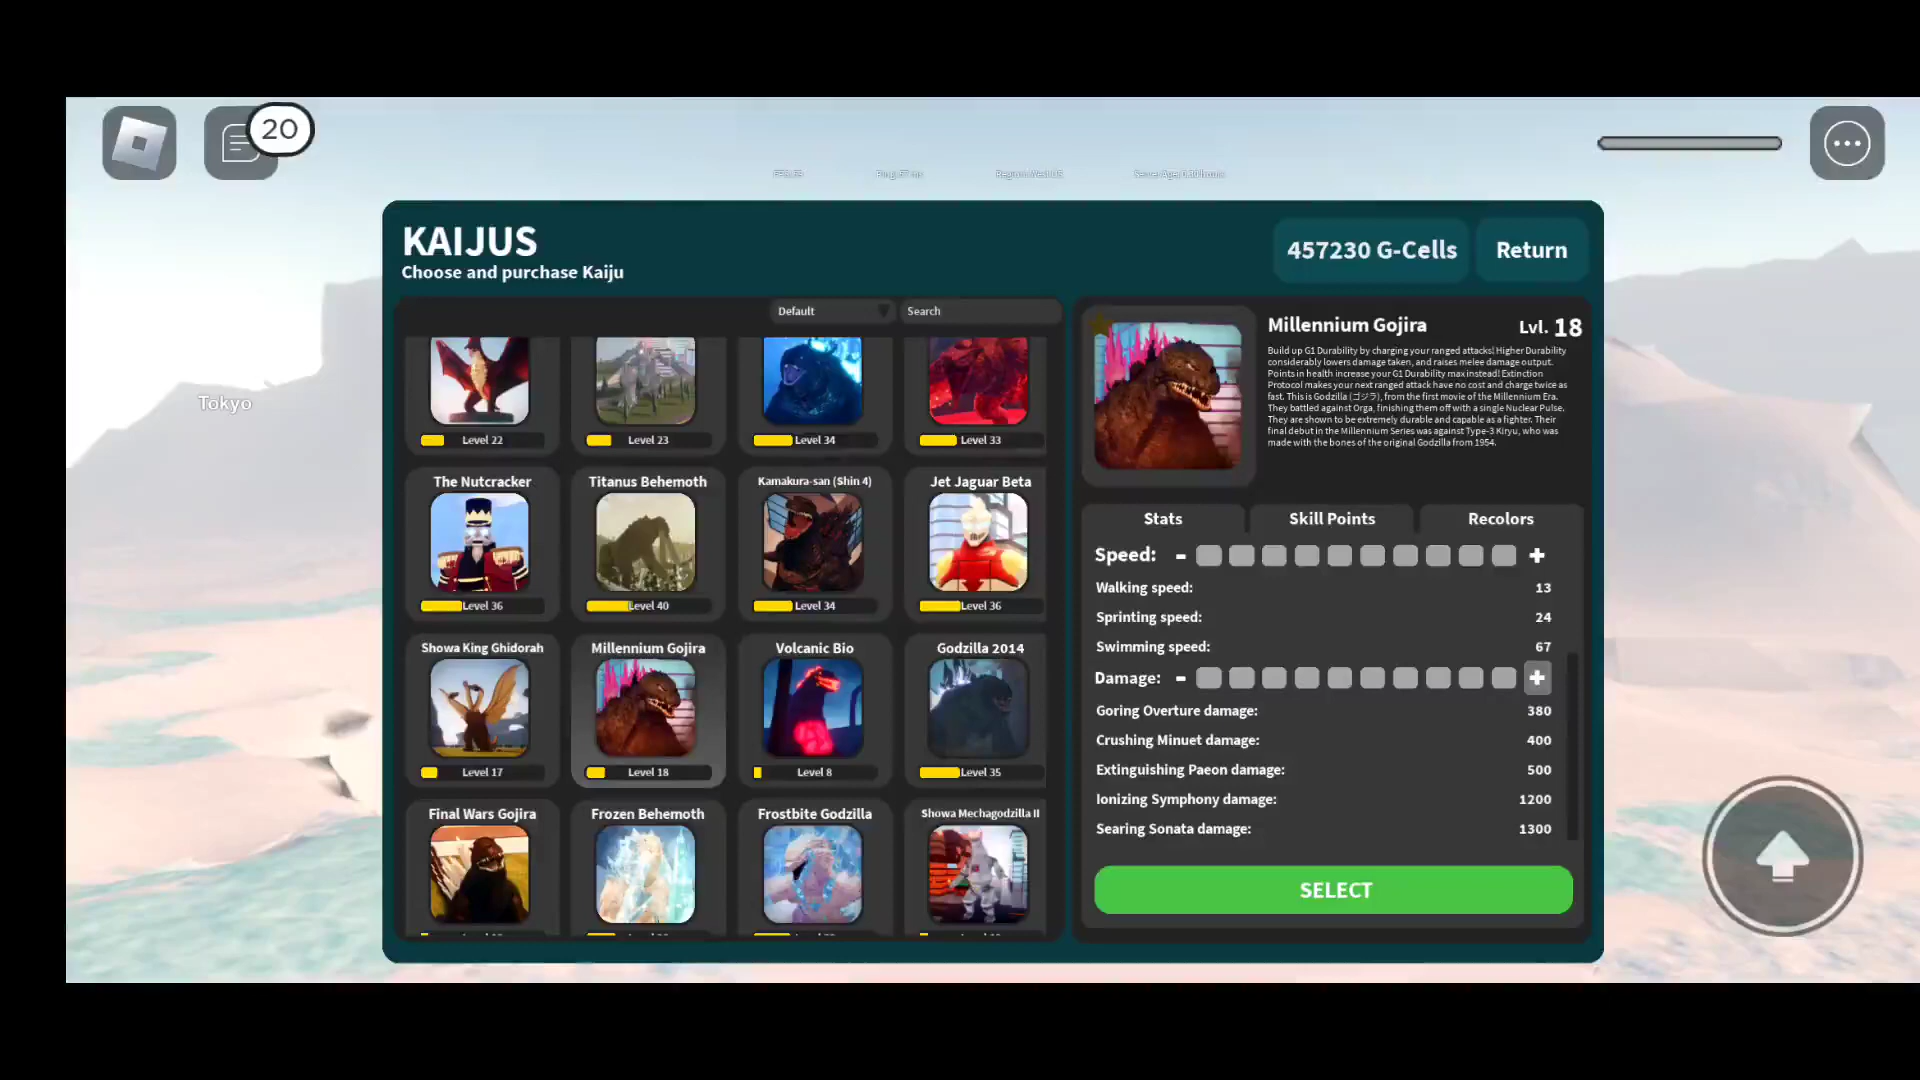 20
Tokyo
KAIJUS
Choose and purchase Kaiju
457230 G-Cells
Return
Default
Search
Level 22
Level 23
Level 34
Level 33
The Nutcracker
Titanus Behemoth
Kamakura-san (Shin 4)
Jet Jaguar Beta
Level 36
Level 40
Level 34
Level 36
Showa King Ghidorah
Millennium Gojira
Volcanic Bio
Godzilla 2014
Level 17
Level 18
Level 8
Level 35
Final Wars Gojira
Frozen Behemoth
Frostbite Godzilla
Showa Mechagodzilla II
Millennium Gojira
Lvl. 18
Build up G1 Durability by charging your ranged attacks! Higher Durability
considerably lowers damage taken, and raises melee damage output.
Points in health increase your G1 Durability max instead! Extinction
Protocol makes your next ranged attack have no cost and charge twice as
fast. This is Godzilla (ゴジラ), from the first movie of the Millennium Era.
They battled against Orga, finishing them off with a single Nuclear Pulse.
They are shown to be extremely durable and capable as a fighter. Their
final debut in the Millennium Series was against Type-3 Kiryu, who was
made with the bones of the original Godzilla from 1954.
Stats
Skill Points
Recolors
Speed: - +
Walking speed: 13
Sprinting speed: 24
Swimming speed: 67
Damage: - +
Goring Overture damage: 380
Crushing Minuet damage: 400
Extinguishing Paeon damage: 500
Ionizing Symphony damage: 1200
Searing Sonata damage: 1300
SELECT